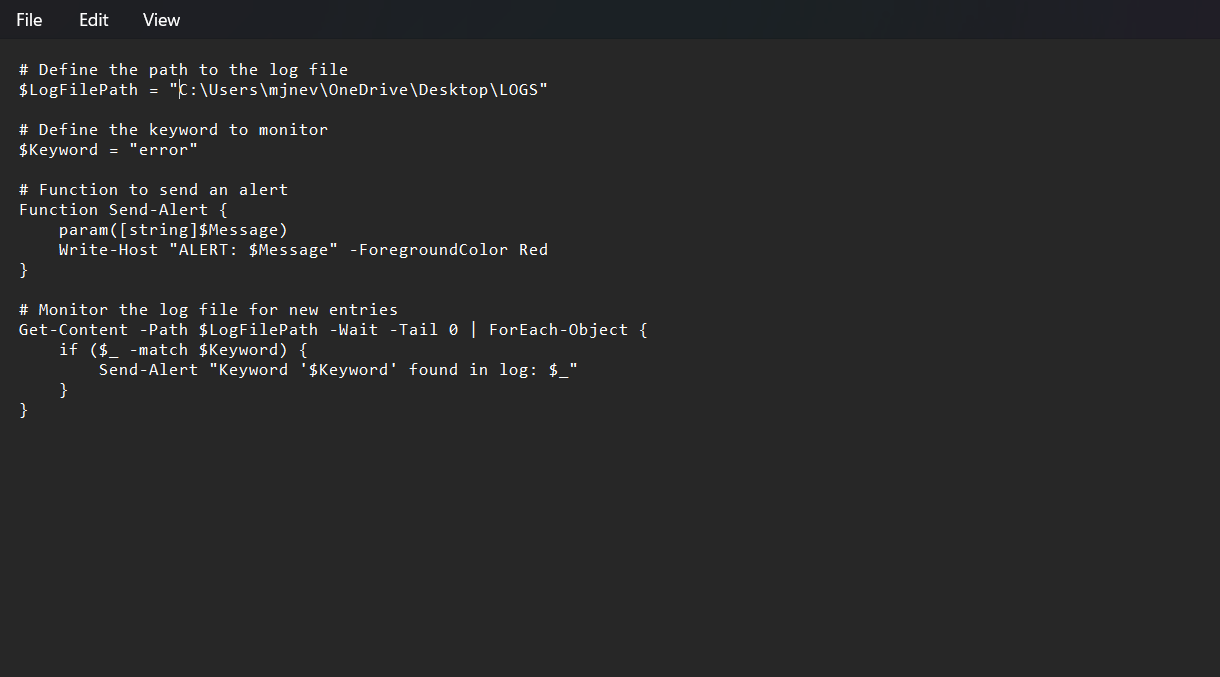 File Edit View
# Define the path to the log file
$LogFilePath = "C:\Users\mjnev\OneDrive\Desktop\LOGS"
# Define the keyword to monitor
$Keyword = "error"
# Function to send an alert
Function Send-Alert {
    param([string]$Message)
    Write-Host "ALERT: $Message" -ForegroundColor Red
}
# Monitor the log file for new entries
Get-Content -Path $LogFilePath -Wait -Tail 0 | ForEach-Object {
    if ($_ -match $Keyword) {
        Send-Alert "Keyword '$Keyword' found in log: $_"
    }
}